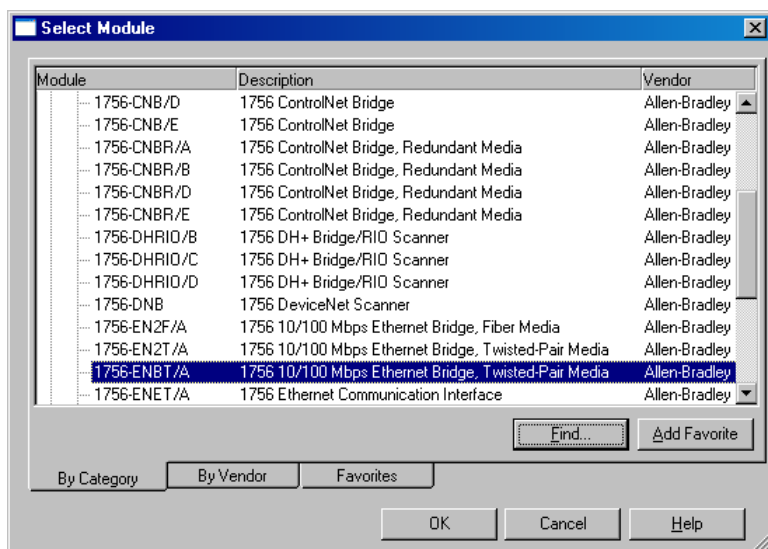 Select Module
Module Description Vendor
1756-CNB/D 1756 ControlNet Bridge Allen-Bradley
1756-CNB/E 1756 ControlNet Bridge Allen-Bradley
1756-CNBR/A 1756 ControlNet Bridge, Redundant Media Allen-Bradley
1756-CNBR/B 1756 ControlNet Bridge, Redundant Media Allen-Bradley
1756-CNBR/D 1756 ControlNet Bridge, Redundant Media Allen-Bradley
1756-CNBR/E 1756 ControlNet Bridge, Redundant Media Allen-Bradley
1756-DHRIO/B 1756 DH+ Bridge/RIO Scanner Allen-Bradley
1756-DHRIO/C 1756 DH+ Bridge/RIO Scanner Allen-Bradley
1756-DHRIO/D 1756 DH+ Bridge/RIO Scanner Allen-Bradley
1756-DNB 1756 DeviceNet Scanner Allen-Bradley
1756-EN2F/A 1756 10/100 Mbps Ethernet Bridge, Fiber Media Allen-Bradley
1756-EN2T/A 1756 10/100 Mbps Ethernet Bridge, Twisted-Pair Media Allen-Bradley
1756-ENBT/A 1756 10/100 Mbps Ethernet Bridge, Twisted-Pair Media Allen-Bradley
1756-ENET/A 1756 Ethernet Communication Interface Allen-Bradley
Find... Add Favorite
By Category By Vendor Favorites
OK Cancel Help